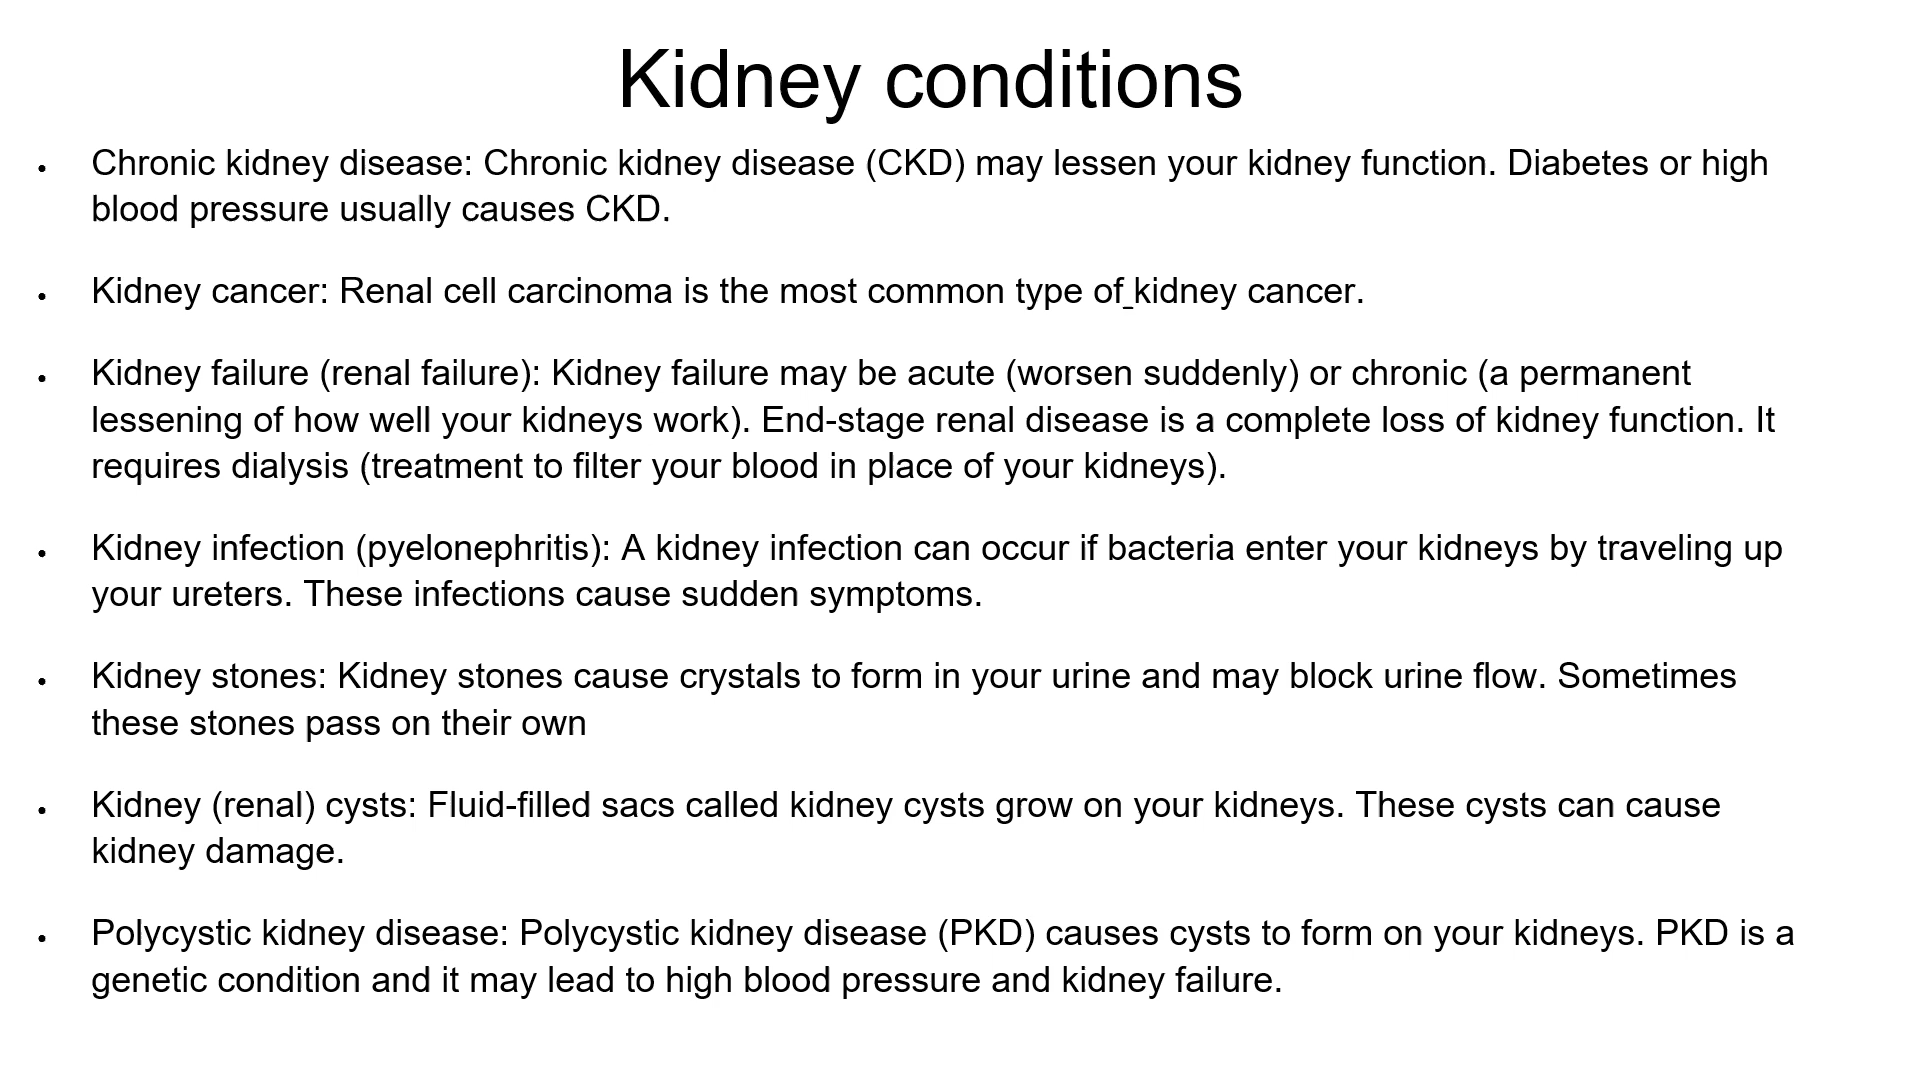 Kidney conditions
• Chronic kidney disease: Chronic kidney disease (CKD) may lessen your kidney function. Diabetes or high
blood pressure usually causes CKD.
• Kidney cancer: Renal cell carcinoma is the most common type of kidney cancer.
• Kidney failure (renal failure): Kidney failure may be acute (worsen suddenly) or chronic (a permanent
lessening of how well your kidneys work). End-stage renal disease is a complete loss of kidney function. It
requires dialysis (treatment to filter your blood in place of your kidneys).
• Kidney infection (pyelonephritis): A kidney infection can occur if bacteria enter your kidneys by traveling up
your ureters. These infections cause sudden symptoms.
• Kidney stones: Kidney stones cause crystals to form in your urine and may block urine flow. Sometimes
these stones pass on their own
• Kidney (renal) cysts: Fluid-filled sacs called kidney cysts grow on your kidneys. These cysts can cause
kidney damage.
• Polycystic kidney disease: Polycystic kidney disease (PKD) causes cysts to form on your kidneys. PKD is a
genetic condition and it may lead to high blood pressure and kidney failure.